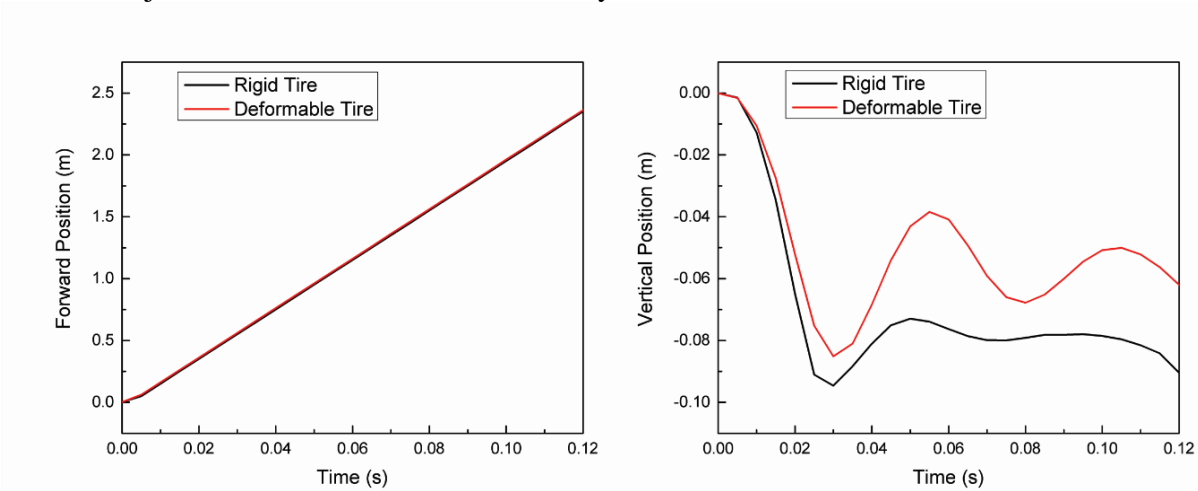 Rigid Tire
Deformable Tire
2.5
2.0
1.5
1.0
0.5
0.0
Forward Position (m)
0.00 0.02 0.04 0.06 0.08 0.10 0.12
Time (s)
Rigid Tire
Deformable Tire
0.00
-0.02
-0.04
-0.06
-0.08
-0.10
Vertical Position (m)
0.00 0.02 0.04 0.06 0.08 0.10 0.12
Time (s)